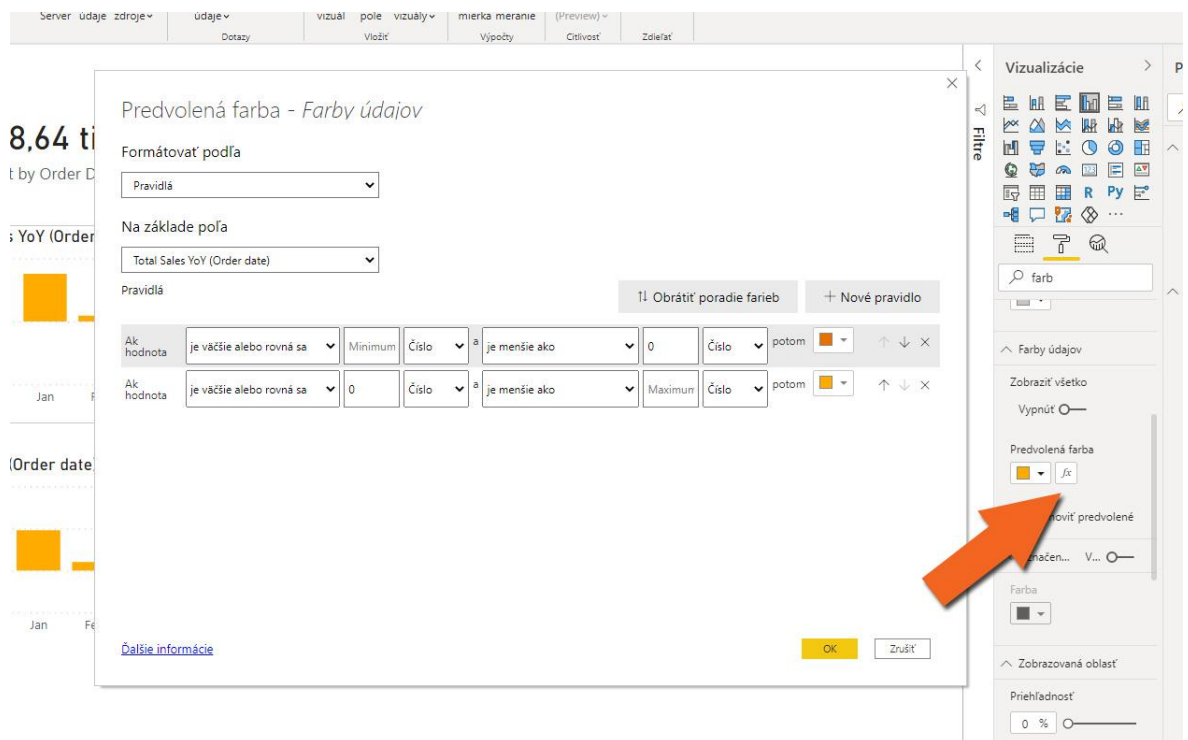 Server údaje zdroje údaje vizuál pole vizuály mierka meranie (Preview)
Dotazy Vložiť Výpočty Citlivosť Zdieľať
8,64 ti
t by Order D
s YoY (Order
Jan F
(Order date)
Jan Fe
Predvolená farba - Farby údajov
Formátovať podľa
Pravidlá
Na základe poľa
Total Sales YoY (Order date)
Pravidlá
Obrátiť poradie farieb
+ Nové pravidlo
Ak hodnota je väčšie alebo rovná sa Minimum Číslo a je menšie ako 0 Číslo potom
Ak hodnota je väčšie alebo rovná sa 0 Číslo a je menšie ako Maximum Číslo potom
Ďalšie informácie
OK Zrušiť
Filtre
Vizualizácie
P
123
R Py
farb
Farby údajov
Zobraziť všetko
Vypnúť
Predvolená farba
fx
noviť predvolené
načen... V...
Farba
Zobrazovaná oblasť
Priehľadnosť
0 %